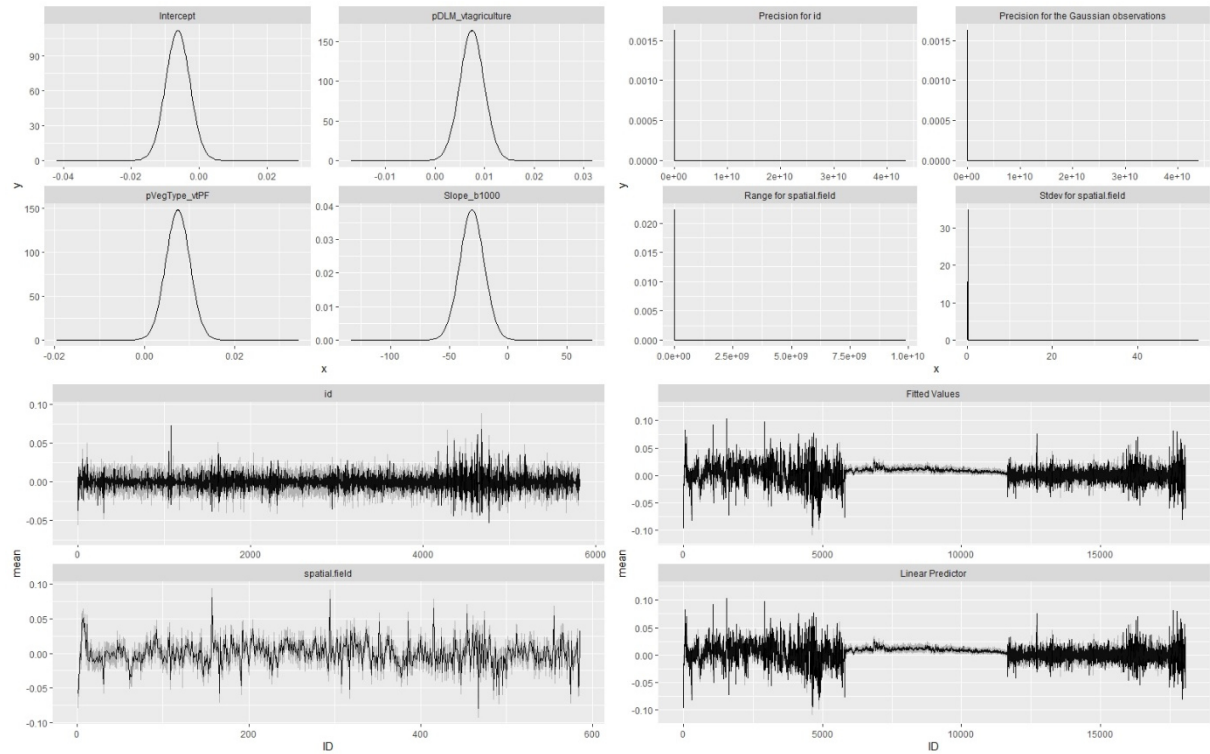 Intercept
pDLM_vtagriculture
Precision for id
Precision for the Gaussian observations
90
60
30
0
150
100
50
0
0.0015
0.0010
0.0005
0.0000
0.0015
0.0010
0.0005
0.0000
-0.04 -0.02 0.00 0.02
-0.01 0.00 0.01 0.02 0.03
0e+00 1e+10 2e+10 3e+10 4e+10
0e+00 1e+10 2e+10 3e+10 4e+10
y
y
pVegType_vtPF
Slope_b1000
Range for spatial.field
Stdev for spatial.field
150
100
50
0
0.04
0.03
0.02
0.01
0.00
0.020
0.015
0.010
0.005
0.000
30
20
10
0
-0.02 0.00 0.02
-100 -50 0 50
0.0e+00 2.5e+09 5.0e+09 7.5e+09 1.0e+10
0 20 40
x
x
id
Fitted Values
0.10
0.05
0.00
-0.05
0.10
0.05
0.00
-0.05
-0.10
0 2000 4000 6000
0 5000 10000 15000
mean
mean
spatial.field
Linear Predictor
0.10
0.05
0.00
-0.05
-0.10
0.10
0.05
0.00
-0.05
-0.10
0 200 400 600
0 5000 10000 15000
ID
ID